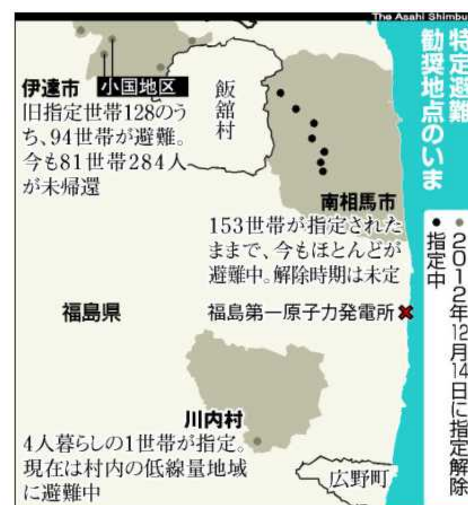 The Asahi Shimbu
特定避難
勧奨地点のいま
2012年12月14日に指定解除
指定中
伊達市
小国地区
旧指定世帯128のう
ち、94世帯が避難。
今も81世帯284人
が未帰還
飯舘村
南相馬市
153世帯が指定された
ままで、今もほとんどが
避難中。解除時期は未定
福島県
福島第一原子力発電所
川内村
4人暮らしの1世帯が指定。
現在は村内の低線量地域
に避難中
広野町